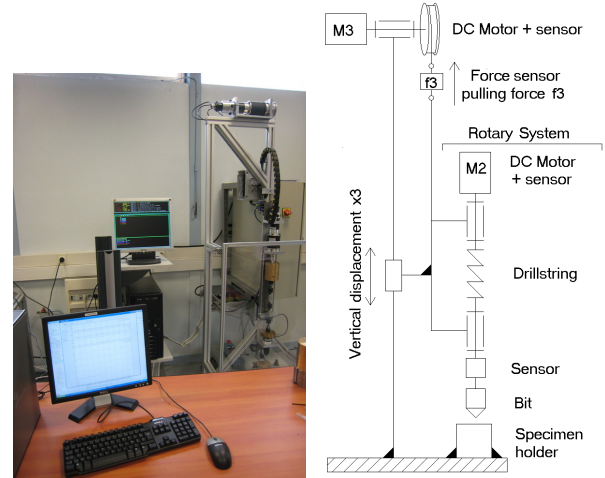 M3
DC Motor + sensor
f3
Force sensor
pulling force f3
Rotary System
M2
DC Motor
+ sensor
Vertical displacement x3
Drillstring
Sensor
Bit
Specimen
holder